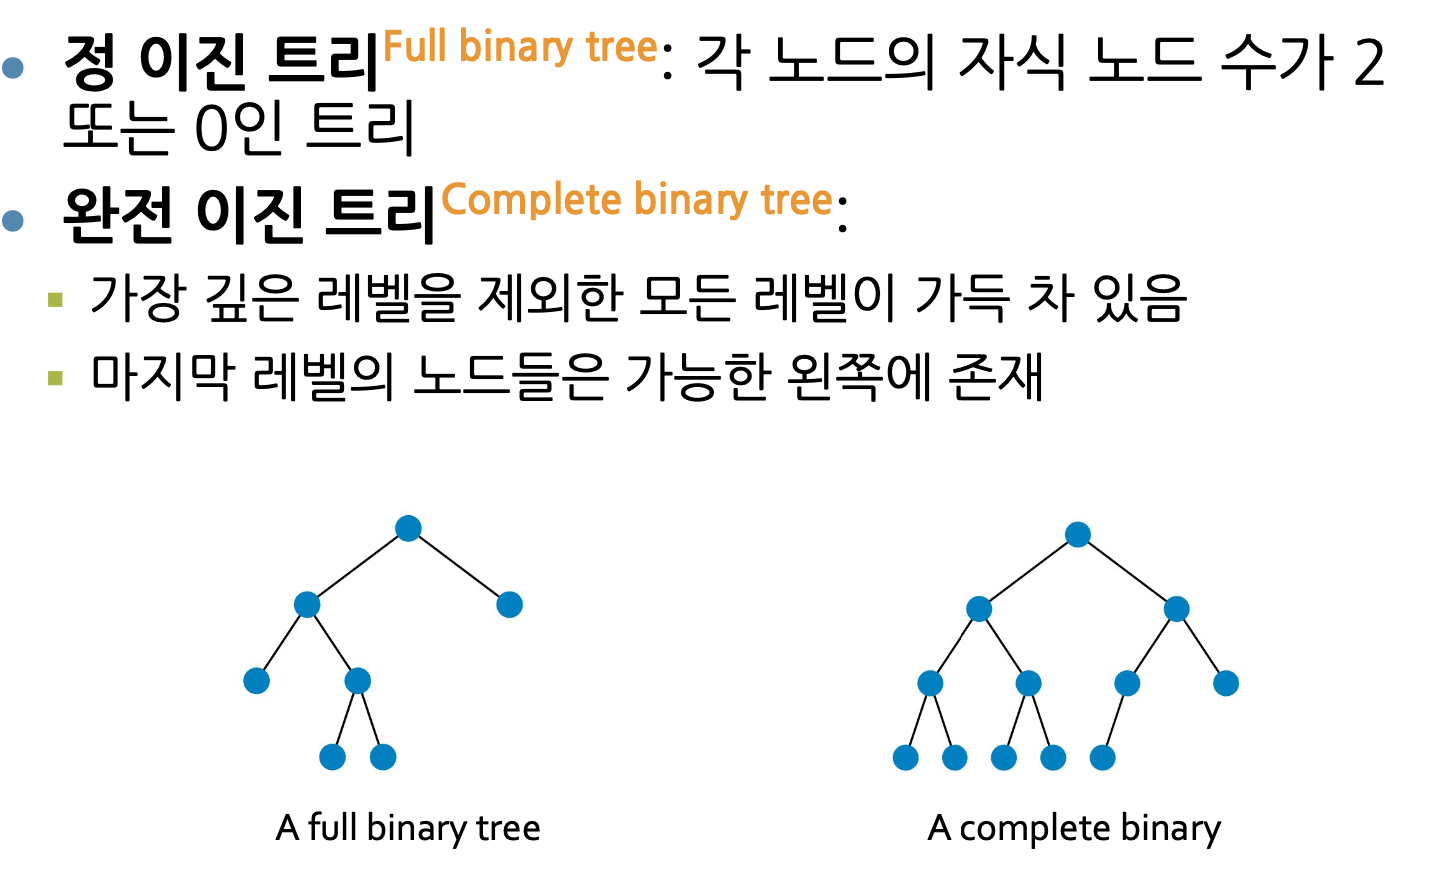 정 이진 트리Full binary tree: 각 노드의 자식 노드 수가 2
또는 0인 트리
완전 이진 트리Complete binary tree:
가장 깊은 레벨을 제외한 모든 레벨이 가득 차 있음
마지막 레벨의 노드들은 가능한 왼쪽에 존재
A full binary tree
A complete binary